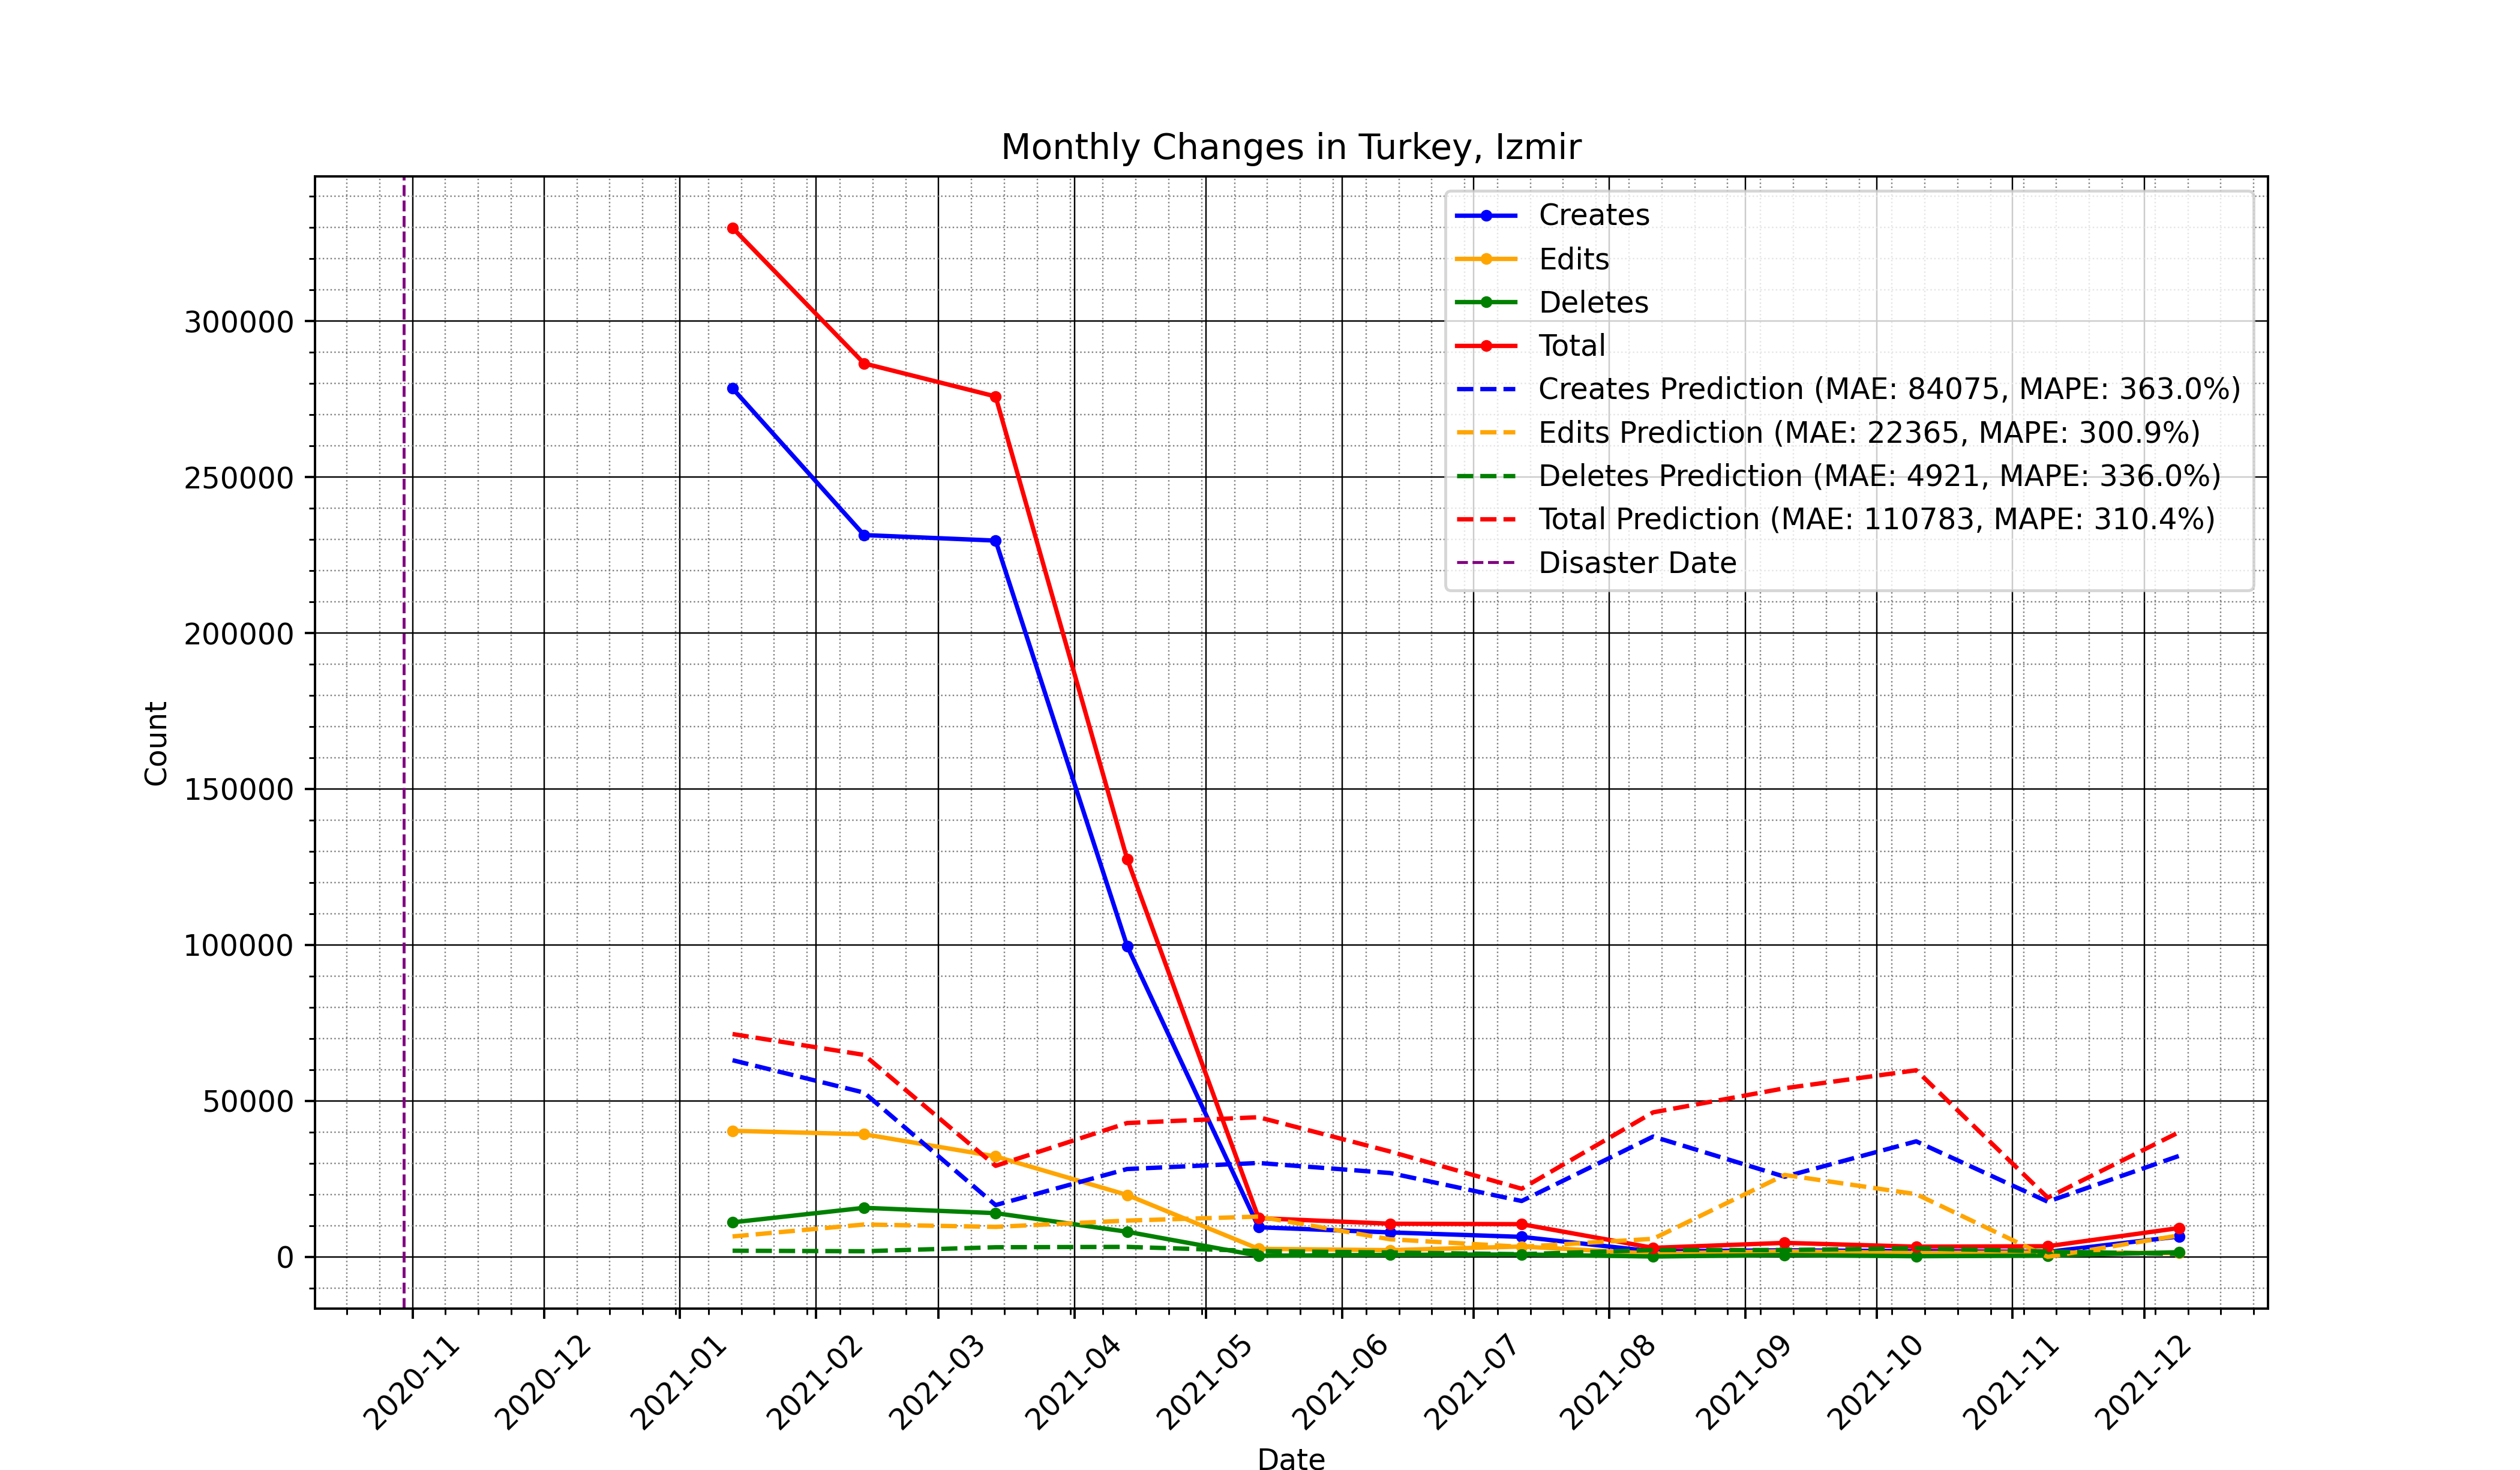 Monthly Changes in Turkey, Izmir
Creates
Edits
Deletes
Total
Creates Prediction (MAE: 84075, MAPE: 363.0%)
Edits Prediction (MAE: 22365, MAPE: 300.9%)
Deletes Prediction (MAE: 4921, MAPE: 336.0%)
Total Prediction (MAE: 110783, MAPE: 310.4%)
Disaster Date
Count
300000
250000
200000
150000
100000
50000
0
2020-11
2020-12
2021-01
2021-02
2021-03
2021-04
2021-05
2021-06
2021-07
2021-08
2021-09
2021-10
2021-11
2021-12
Date